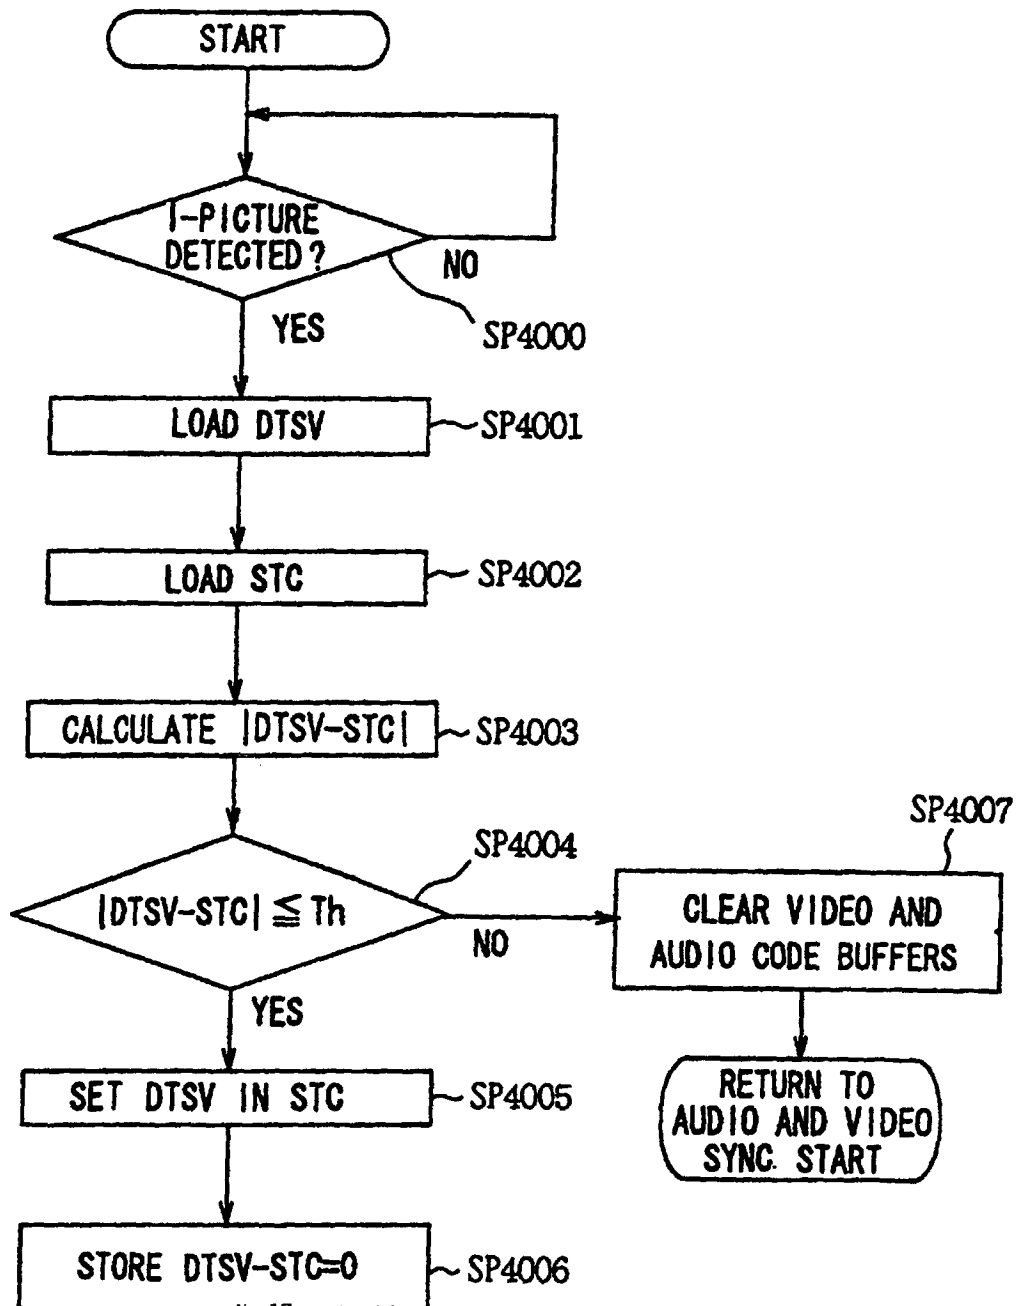 START
I-PICTURE
DETECTED?
NO
YES
SP4000
LOAD DTSV
SP4001
LOAD STC
SP4002
CALCULATE |DTSV-STC|
SP4003
SP4004
|DTSV-STC| ≦ Th
NO
YES
SP4007
CLEAR VIDEO AND
AUDIO CODE BUFFERS
SET DTSV IN STC
SP4005
RETURN TO
AUDIO AND VIDEO
SYNC. START
STORE DTSV-STC=0
SP4006